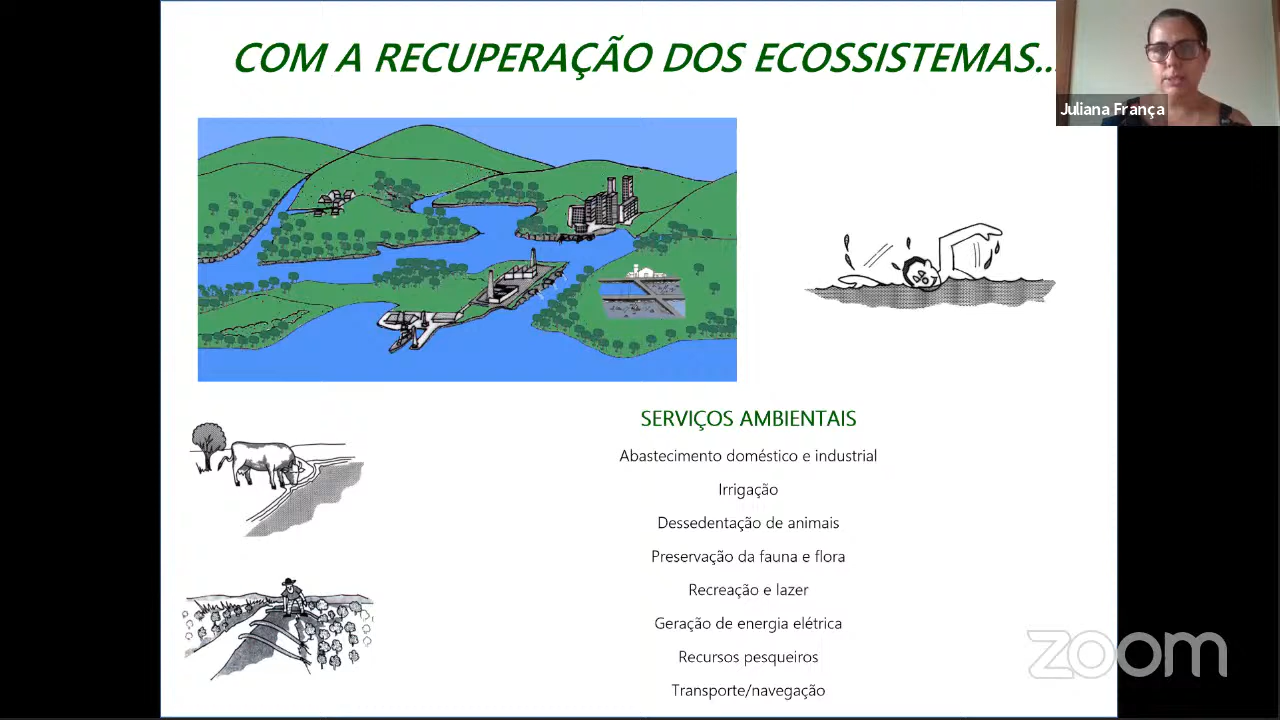 COM A RECUPERAÇÃO DOS ECOSSISTEMAS...
Juliana França
SERVIÇOS AMBIENTAIS
Abastecimento doméstico e industrial
Irrigação
Dessedentação de animais
Preservação da fauna e flora
Recreação e lazer
Geração de energia elétrica
Recursos pesqueiros
Transporte/navegação
zoom